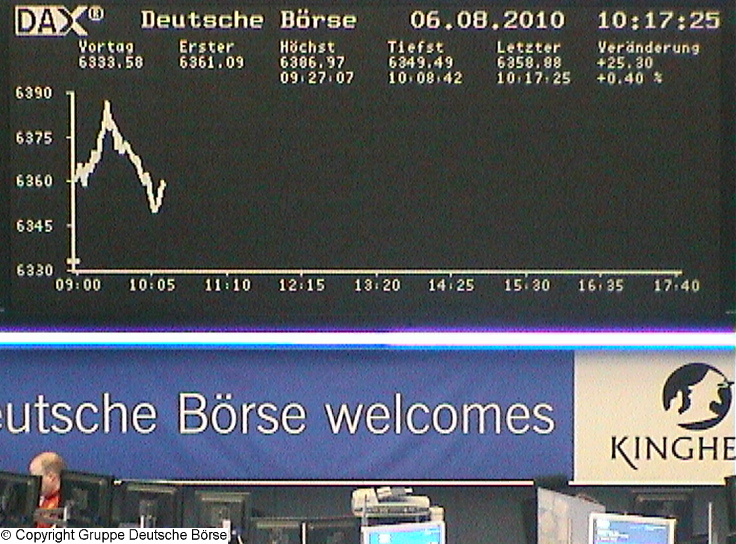 DAX® Deutsche Börse 06.08.2010 10:17:25
Vortag Erster Höchst Tiefst Letzter Veränderung
6333.58 6361.09 6386.97 6349.49 6358.88 +25.30
09:27:07 10:08:42 10:17:25 +0.40 %
6390
6375
6360
6345
6330
09:00 10:05 11:10 12:15 13:20 14:25 15:30 16:35 17:40
eutsche Börse welcomes
KINGHE
© Copyright Gruppe Deutsche Börse